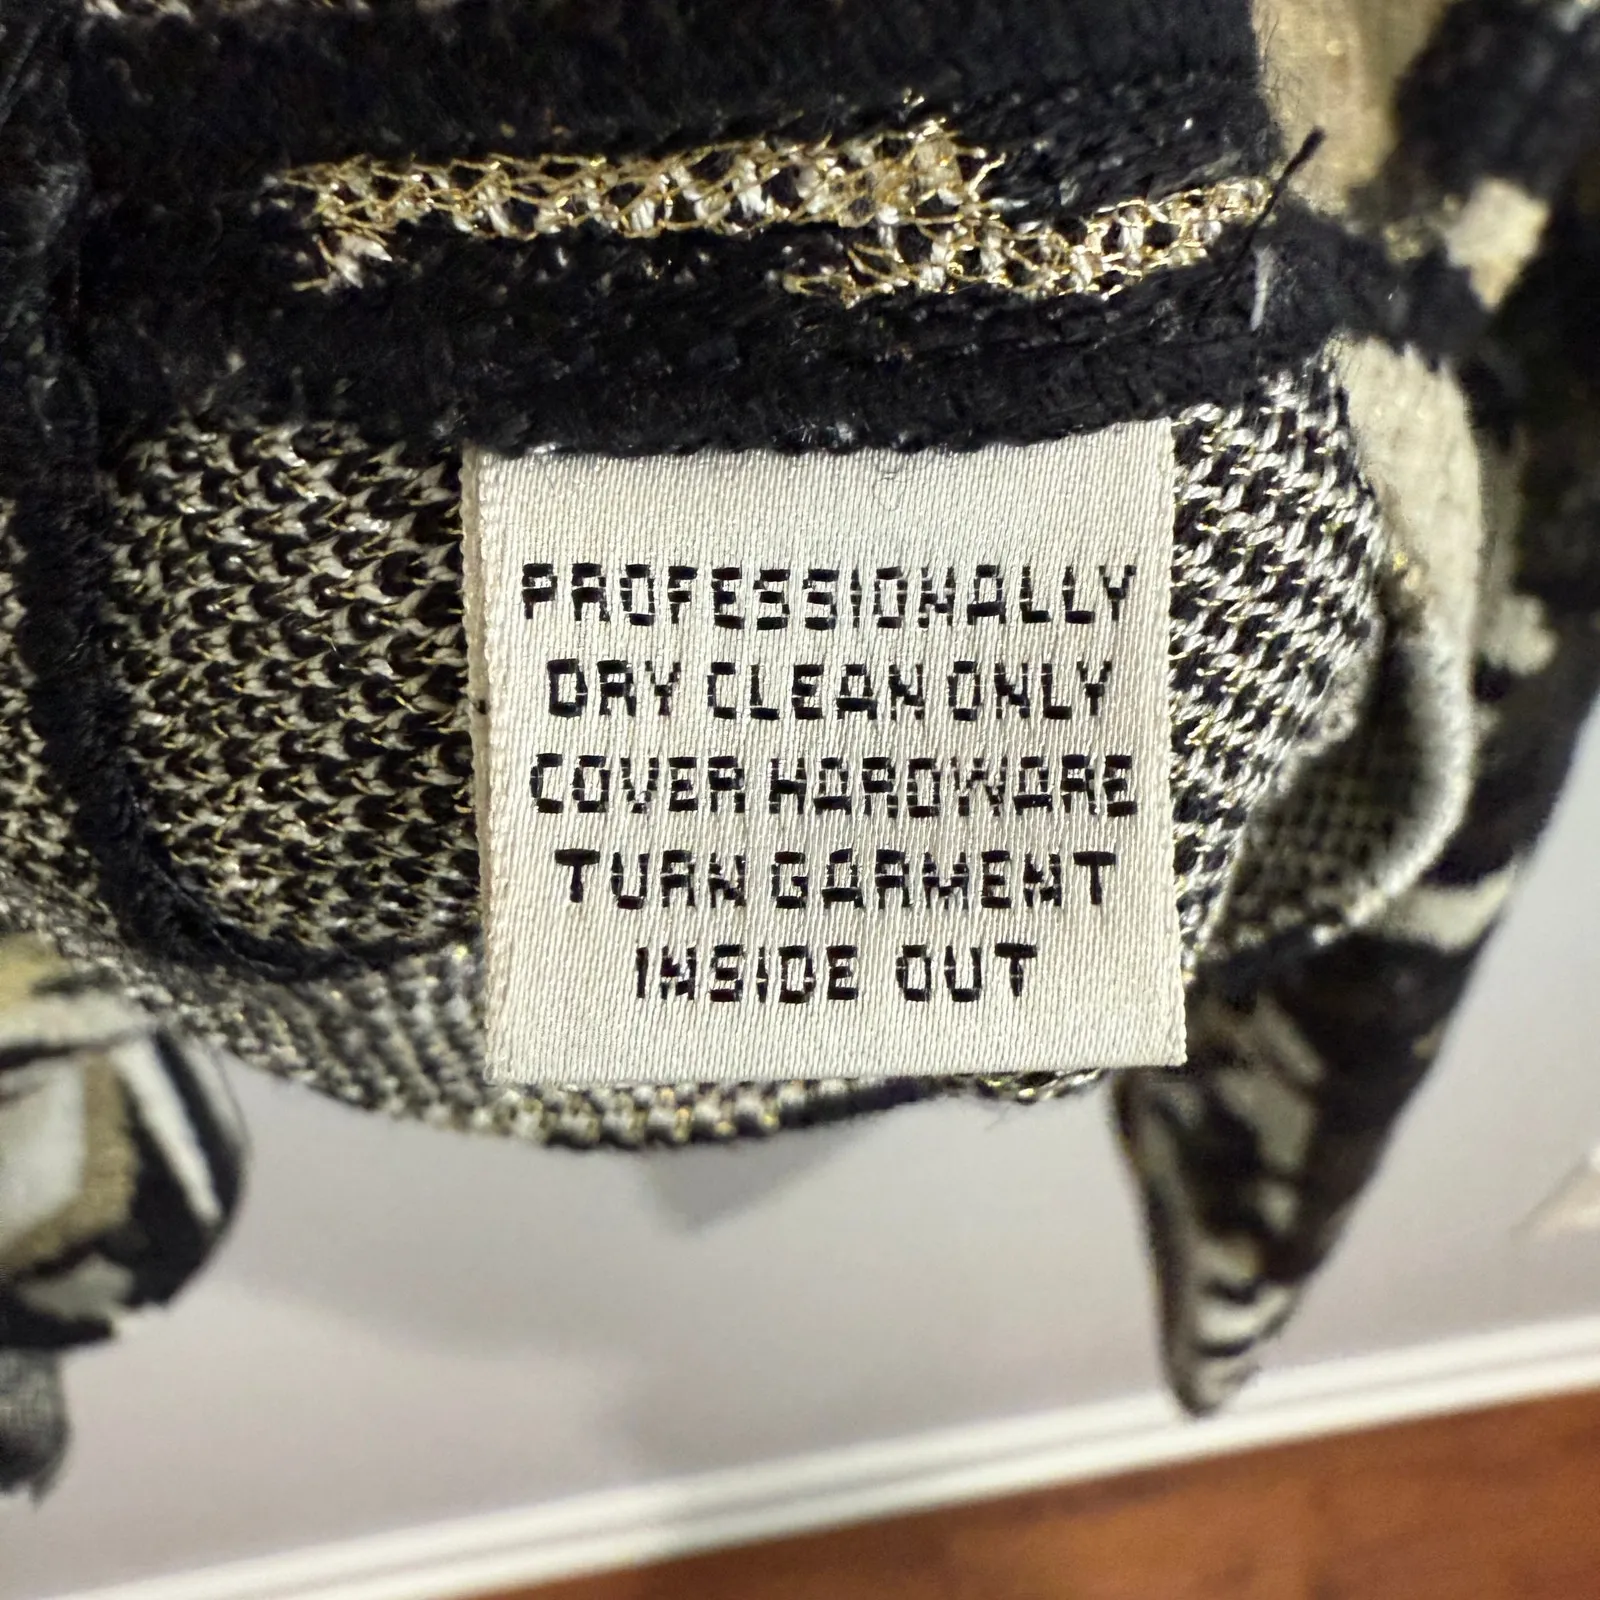 PROFESSIONALLY
DRY CLEAN ONLY
COVER HARDWARE
TURN GARMENT
INSIDE OUT